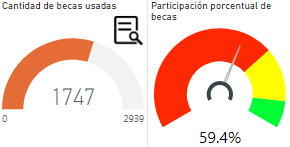 Cantidad de becas usadas
1747
0
2939
Participación porcentual de
becas
59.4%